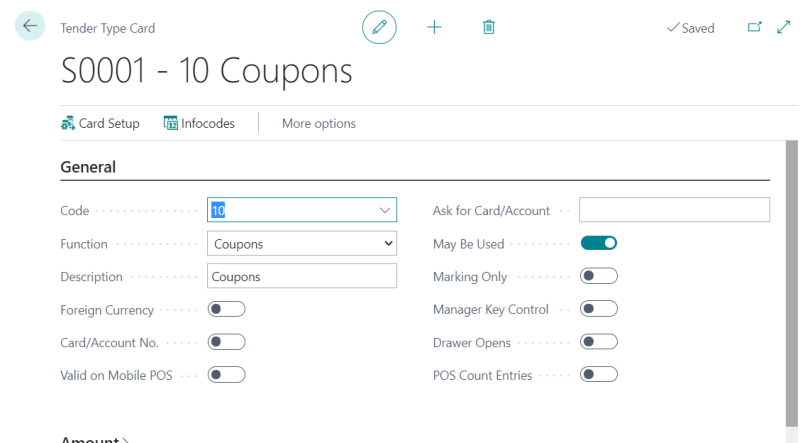 Tender Type Card
Saved
S0001 - 10 Coupons
Card Setup Infocodes More options
General
Code 10 Ask for Card/Account
Function Coupons May Be Used
Description Coupons Marking Only
Foreign Currency Manager Key Control
Card/Account No. Drawer Opens
Valid on Mobile POS POS Count Entries
Amount